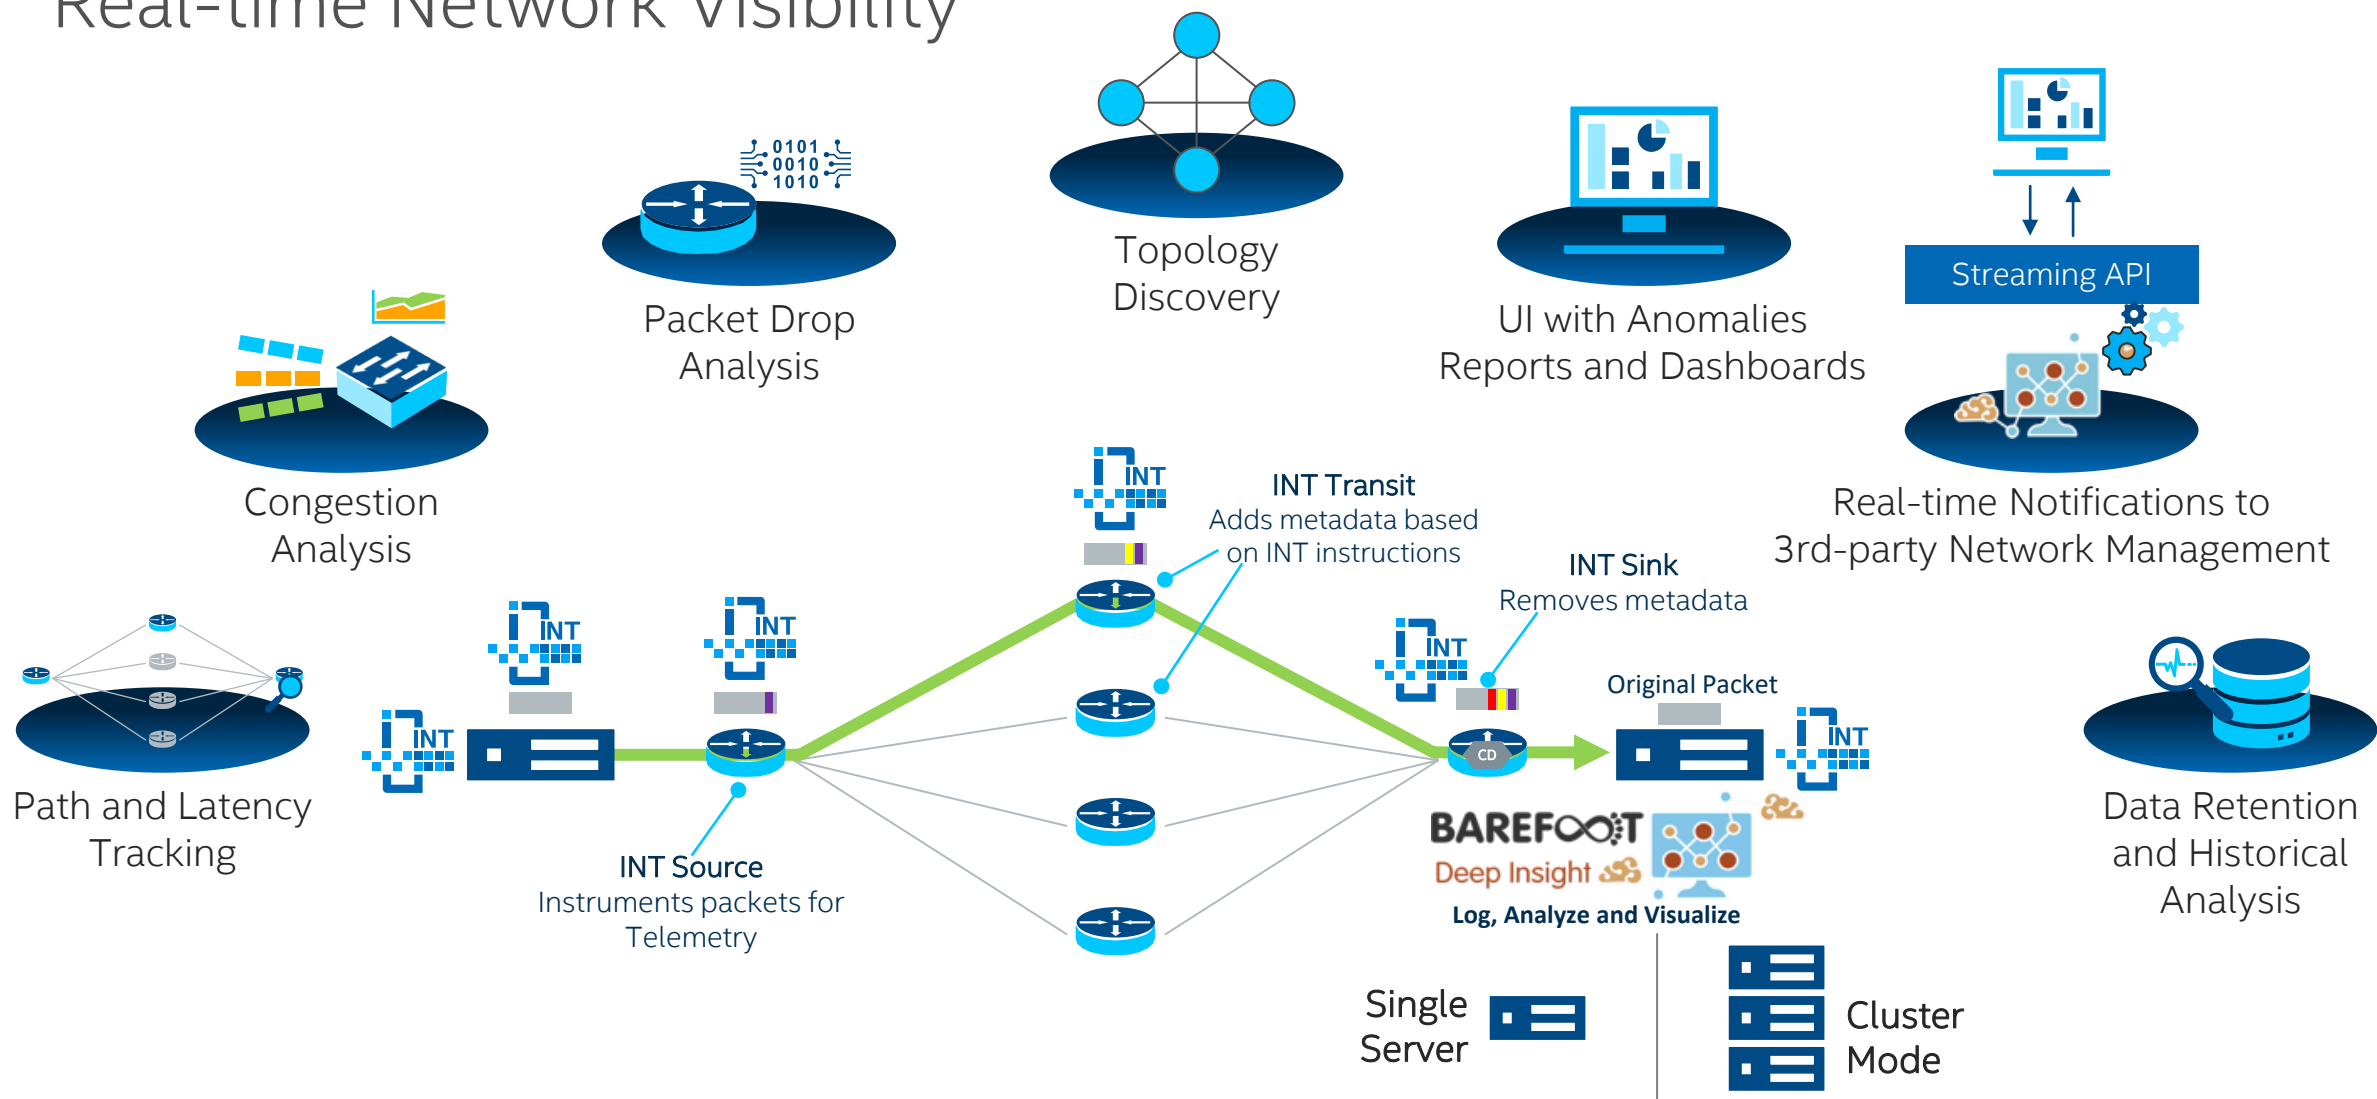 Real-time Network Visibility
0101
0010
1010
Topology
Discovery
Packet Drop
Analysis
UI with Anomalies
Reports and Dashboards
Streaming API
Congestion
Analysis
Real-time Notifications to
3rd-party Network Management
INT
INT Transit
Adds metadata based
on INT instructions
INT Sink
Removes metadata
INT
INT
INT
Original Packet
INT
INT
CD
Path and Latency
Tracking
INT Source
Instruments packets for
Telemetry
BAREFOOT
Deep Insight
Log, Analyze and Visualize
Data Retention
and Historical
Analysis
Single
Server
Cluster
Mode